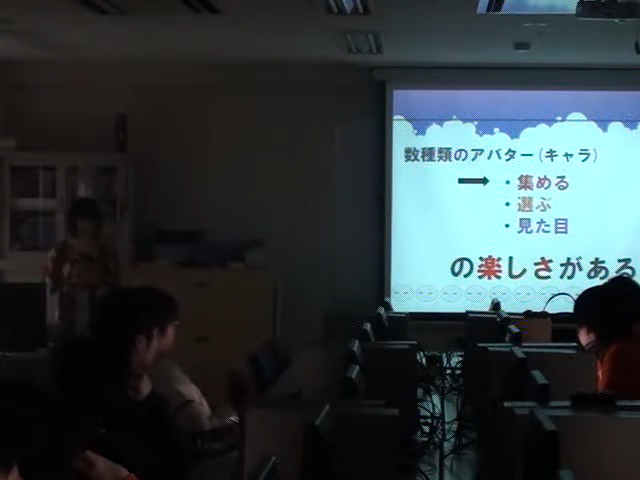 数種類のアバター(キャラ)
➡ ・集める
・選ぶ
・見た目
の楽しさがある